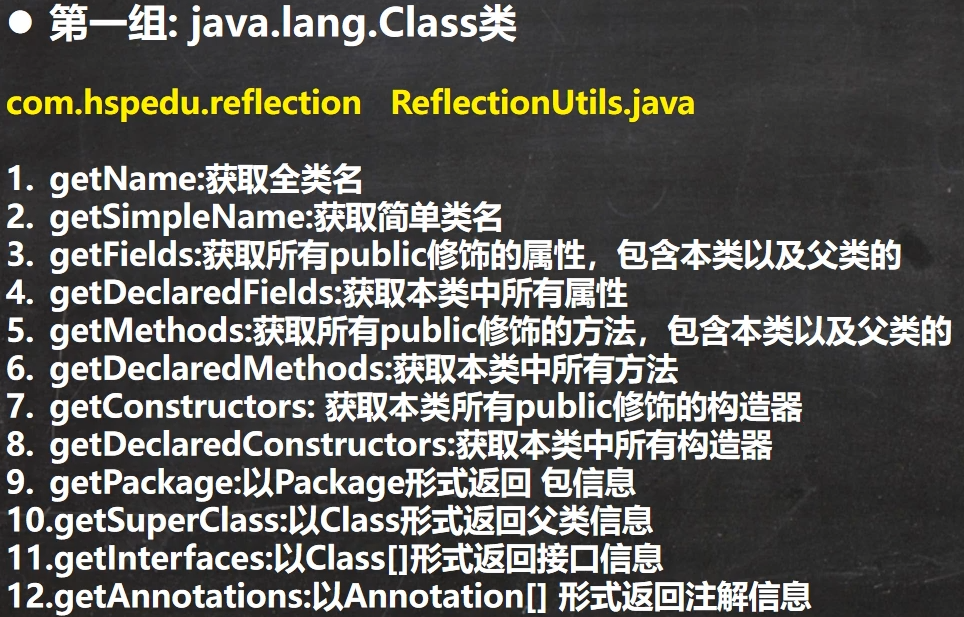 ● 第一组: java.lang.Class类
com.hspedu.reflection ReflectionUtils.java
1. getName:获取全类名
2. getSimpleName:获取简单类名
3. getFields:获取所有public修饰的属性，包含本类以及父类的
4. getDeclaredFields:获取本类中所有属性
5. getMethods:获取所有public修饰的方法，包含本类以及父类的
6. getDeclaredMethods:获取本类中所有方法
7. getConstructors: 获取本类所有public修饰的构造器
8. getDeclaredConstructors:获取本类中所有构造器
9. getPackage:以Package形式返回 包信息
10.getSuperClass:以Class形式返回父类信息
11.getInterfaces:以Class[]形式返回接口信息
12.getAnnotations:以Annotation[] 形式返回注解信息